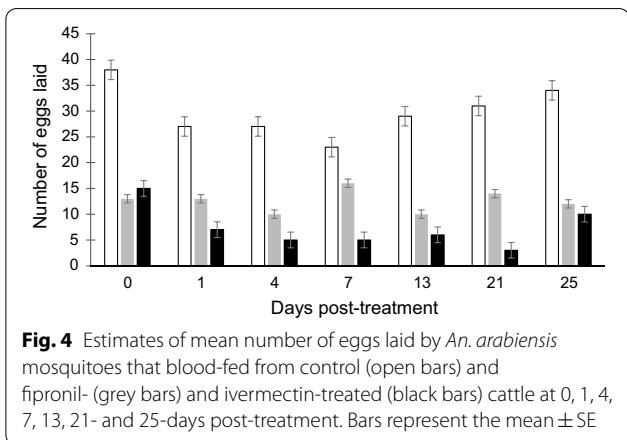 45
40
35
30
25
20
15
10
5
0
Number of eggs laid
0 1 4 7 13 21 25
Days post-treatment
Fig. 4 Estimates of mean number of eggs laid by An. arabiensis
mosquitoes that blood-fed from control (open bars) and
fipronil- (grey bars) and ivermectin-treated (black bars) cattle at 0, 1, 4,
7, 13, 21- and 25-days post-treatment. Bars represent the mean ± SE